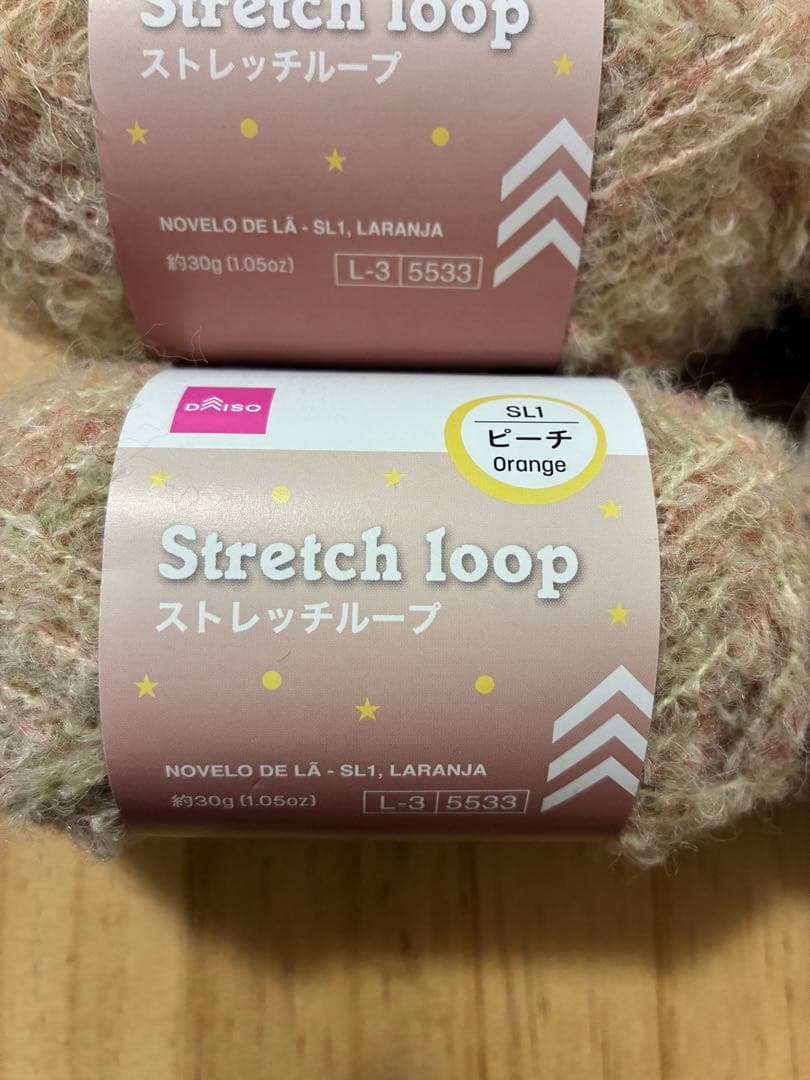 Stretch loop
ストレッチループ
NOVELO DE LÃ - SL1, LARANJA
約30g (1.05oz)
L-3 5533
DAISO
SL1
ピーチ
Orange
Stretch loop
ストレッチループ
NOVELO DE LÃ - SL1, LARANJA
約30g (1.05oz)
L-3 5533